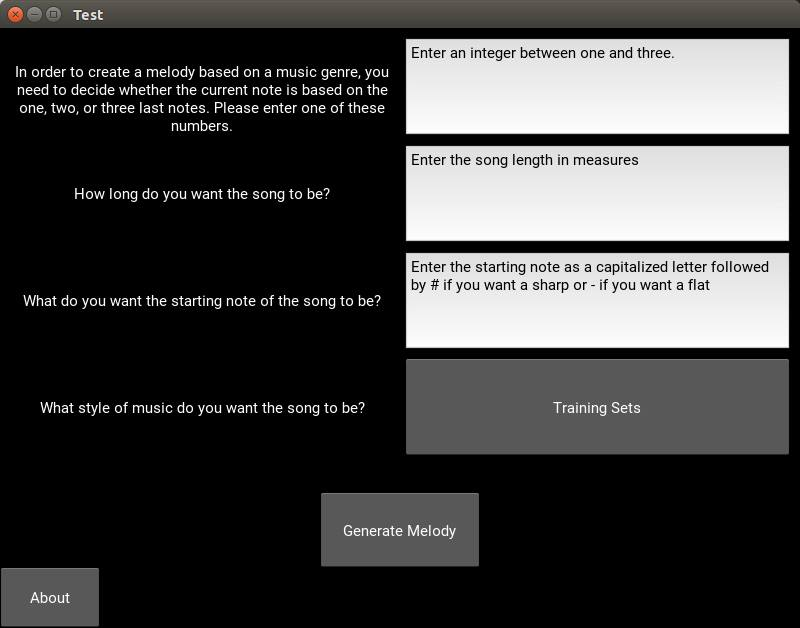 Test
In order to create a melody based on a music genre, you
need to decide whether the current note is based on the
one, two, or three last notes. Please enter one of these
numbers.
Enter an integer between one and three.
How long do you want the song to be?
Enter the song length in measures
What do you want the starting note of the song to be?
Enter the starting note as a capitalized letter followed
by # if you want a sharp or - if you want a flat
What style of music do you want the song to be?
Training Sets
Generate Melody
About